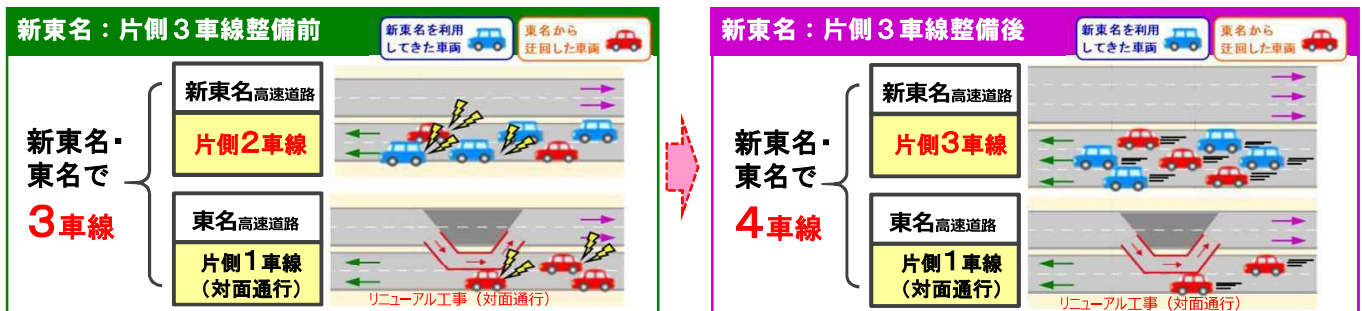 新東名：片側３車線整備前
新東名を利用
してきた車両
東名から
迂回した車両
新東名・
東名で
3車線
新東名高速道路
片側2車線
東名高速道路
片側1車線
（対面通行）
リニューアル工事（対面通行）
新東名：片側３車線整備後
新東名を利用
してきた車両
東名から
迂回した車両
新東名・
東名で
4車線
新東名高速道路
片側3車線
東名高速道路
片側1車線
（対面通行）
リニューアル工事（対面通行）